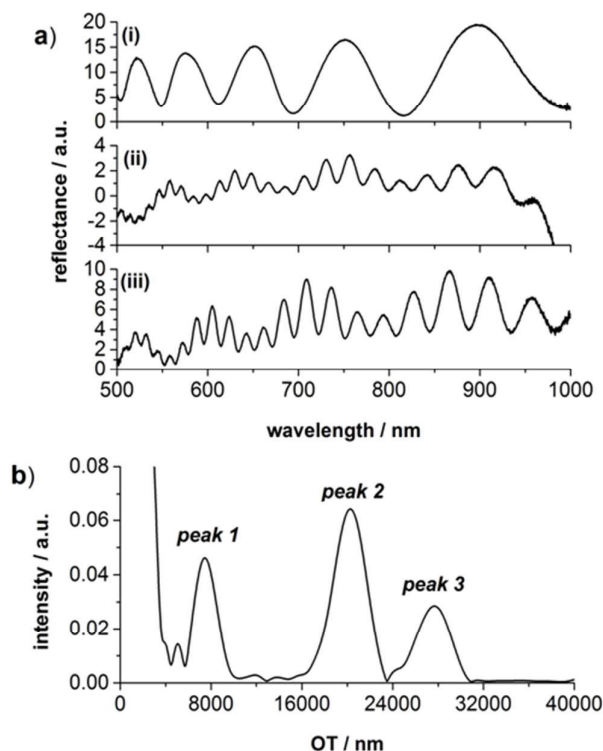 a)
(i)
20
15
10
5
0
(ii)
4
2
0
-2
-4
(iii)
10
8
6
4
2
0
reflectance / a.u.
500 600 700 800 900 1000
wavelength / nm
b)
0.08
0.06
0.04
0.02
0.00
intensity / a.u.
peak 1
peak 2
peak 3
0 8000 16000 24000 32000 40000
OT / nm